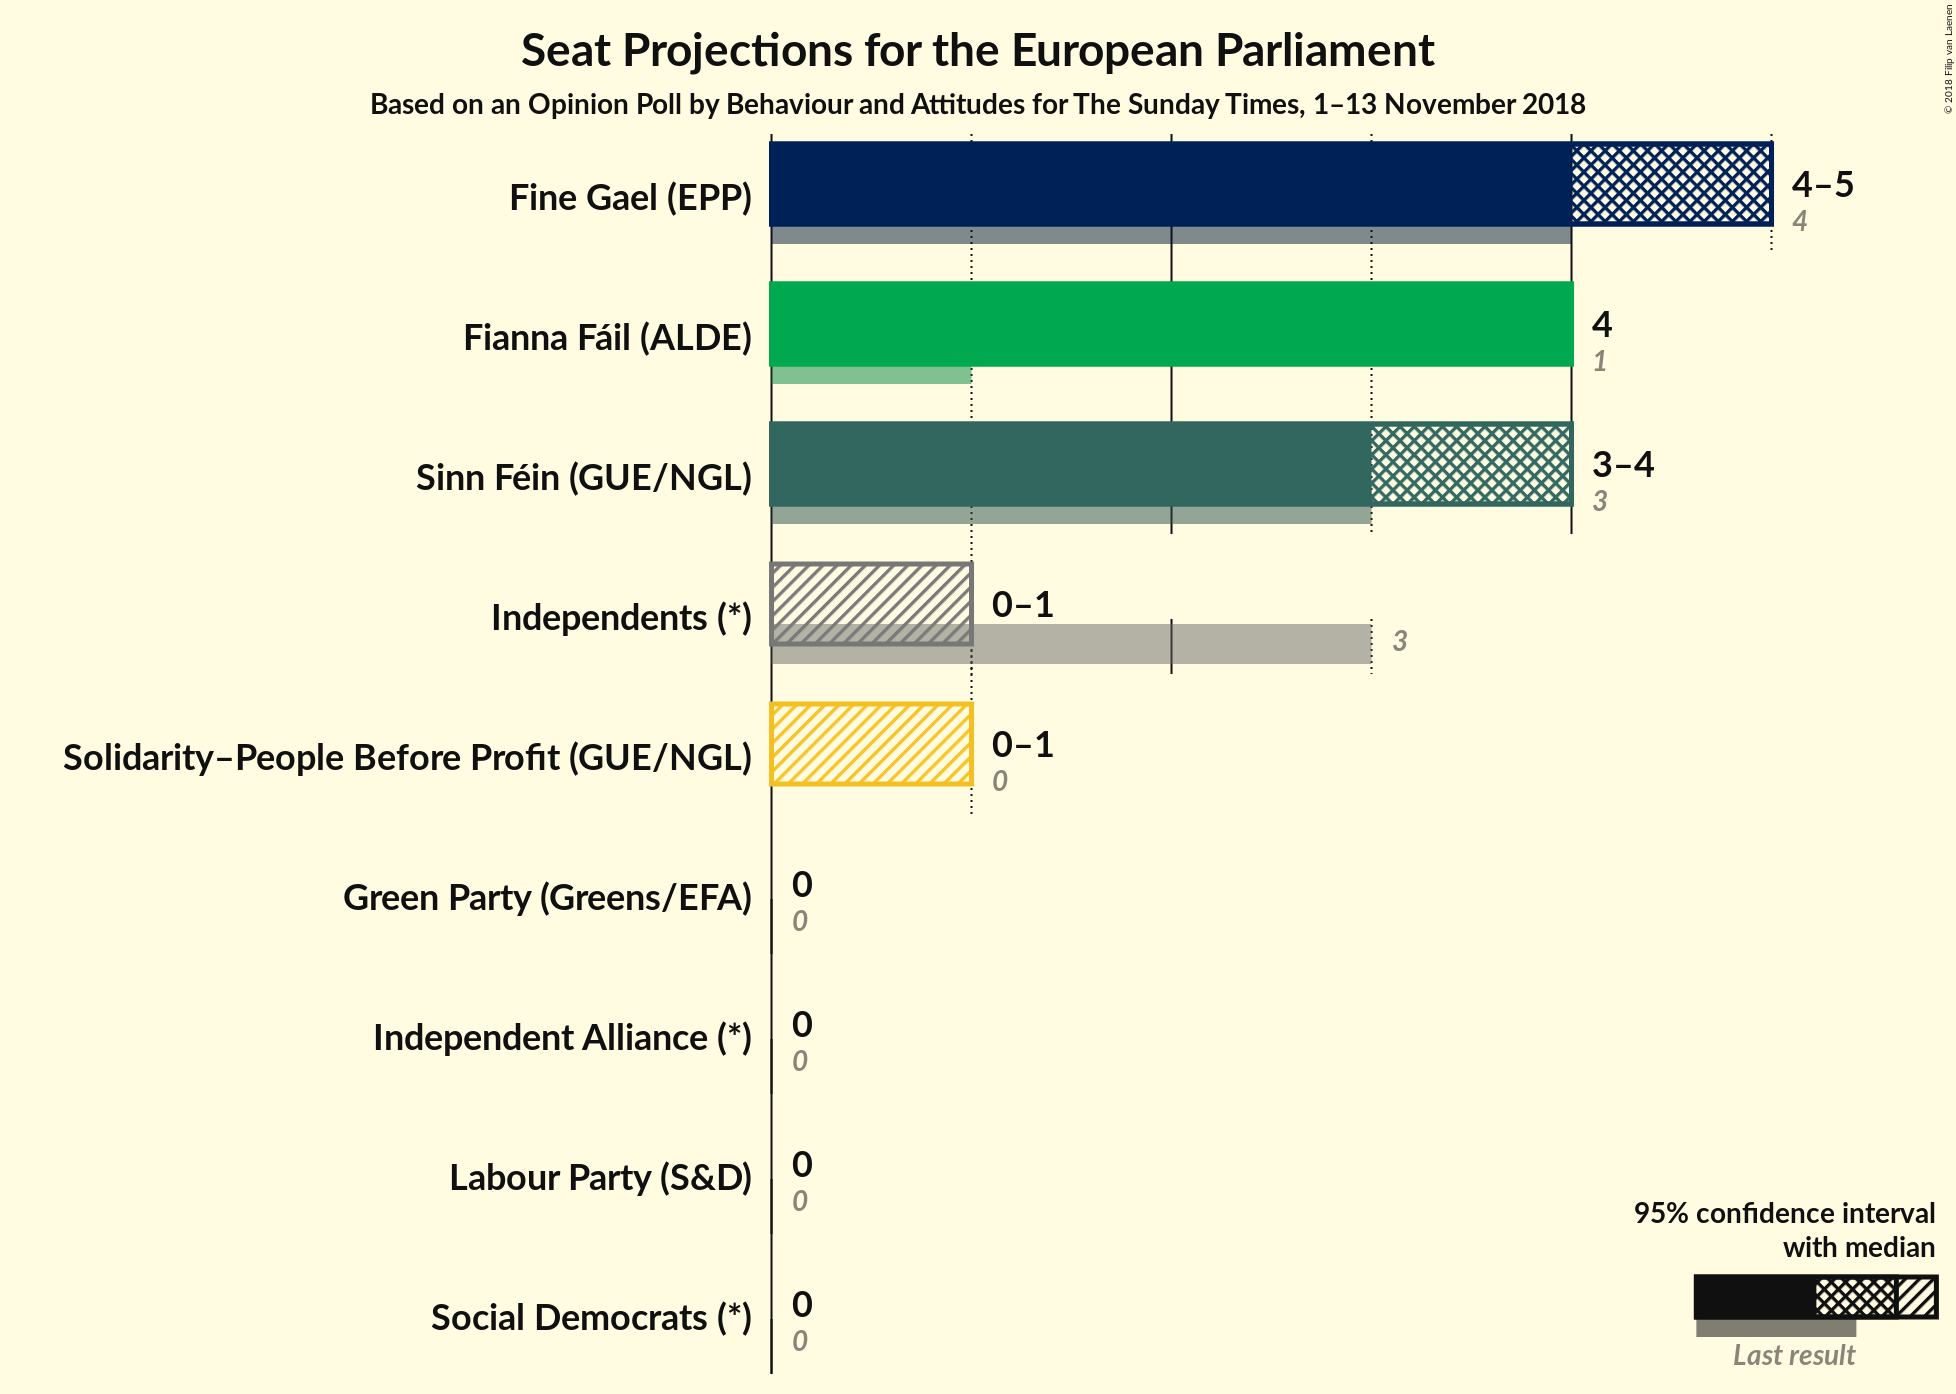 Seat Projections for the European Parliament
Based on an Opinion Poll by Behaviour and Attitudes for The Sunday Times, 1–13 November 2018
© 2018 Filip van Laenen
Fine Gael (EPP)
4–5
4
Fianna Fáil (ALDE)
4
1
Sinn Féin (GUE/NGL)
3–4
3
Independents (*)
0–1
3
Solidarity–People Before Profit (GUE/NGL)
0–1
0
Green Party (Greens/EFA)
0
0
Independent Alliance (*)
0
0
Labour Party (S&D)
0
0
Social Democrats (*)
0
0
95% confidence interval
with median
Last result